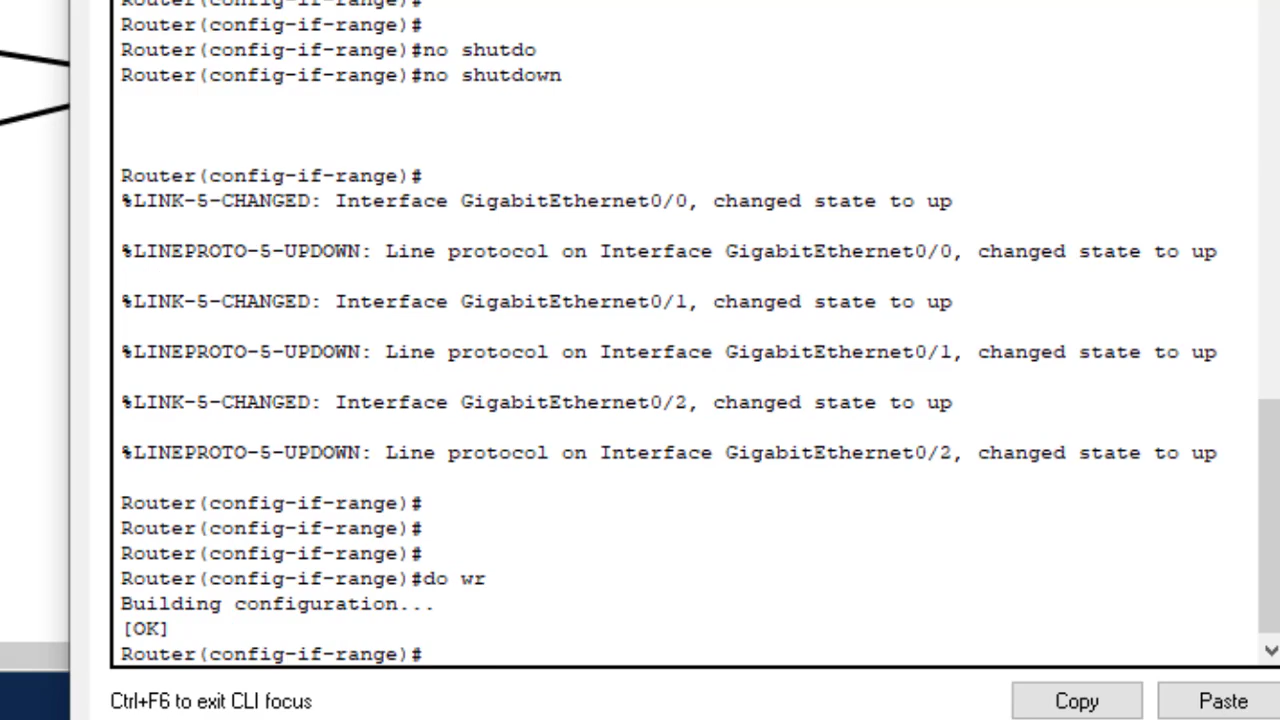 Router(config-if-range)#
Router(config-if-range)#
Router(config-if-range)#no shutdo
Router(config-if-range)#no shutdown
Router(config-if-range)#
%LINK-5-CHANGED: Interface GigabitEthernet0/0, changed state to up
%LINEPROTO-5-UPDOWN: Line protocol on Interface GigabitEthernet0/0, changed state to up
%LINK-5-CHANGED: Interface GigabitEthernet0/1, changed state to up
%LINEPROTO-5-UPDOWN: Line protocol on Interface GigabitEthernet0/1, changed state to up
%LINK-5-CHANGED: Interface GigabitEthernet0/2, changed state to up
%LINEPROTO-5-UPDOWN: Line protocol on Interface GigabitEthernet0/2, changed state to up
Router(config-if-range)#
Router(config-if-range)#
Router(config-if-range)#
Router(config-if-range)#do wr
Building configuration...
[OK]
Router(config-if-range)#
Ctrl+F6 to exit CLI focus
Copy
Paste